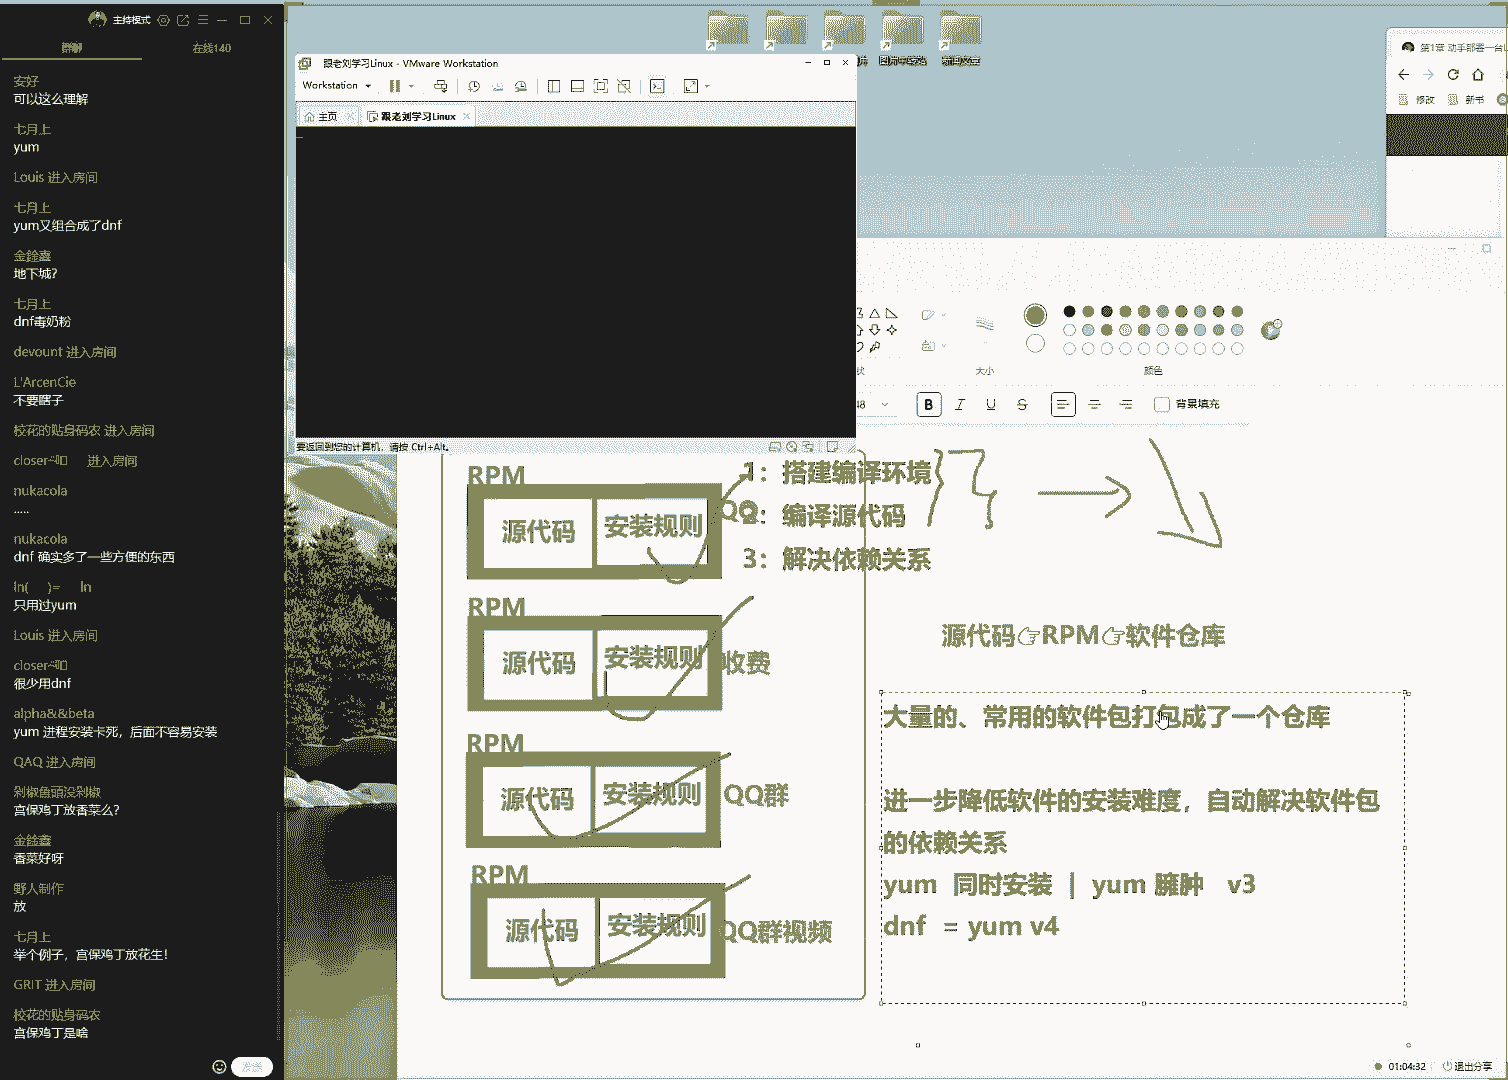 主持模式
群聊
在线140
安好
可以这么理解
七月上
yum
Louis 进入房间
七月上
yum又组合成了dnf
金銓鑫
地下城?
七月上
dnf毒奶粉
devount 进入房间
L'ArcenCie
不要瞎子
校花的贴身码农 进入房间
进入房间
nukacola
.....
nukacola
dnf 确实多了一些方便的东西
ln( )= ln
只用过yum
Louis 进入房间
很少用dnf
alpha&&beta
yum 进程安装卡死，后面不容易安装
QAQ 进入房间
剁椒鱼頭没剁椒
宫保鸡丁放香菜么?
金銓鑫
香菜好呀
野人制作
放
七月上
举个例子，宫保鸡丁放花生!
GRIT 进入房间
校花的贴身码农
宫保鸡丁是啥
发送
跟老刘学习Linux - VMware Workstation
Workstation
主页
跟老刘学习Linux
要返回到您的计算机，请按 Ctrl+Alt。
第1章 动手部署一台L
修改
新书
大小
颜色
B I U S
背景填充
RPM
源代码
安装规则
QQ
1：搭建编译环境
2：编译源代码
3：解决依赖关系
RPM
源代码
安装规则
收费
RPM
源代码
安装规则
QQ群
RPM
源代码
安装规则
QQ群视频
源代码👉RPM👉软件仓库
大量的、常用的软件包打包成了一个仓库
进一步降低软件的安装难度，自动解决软件包
的依赖关系
yum 同时安装 | yum 臃肿 v3
dnf = yum v4
01:04:32
退出分享